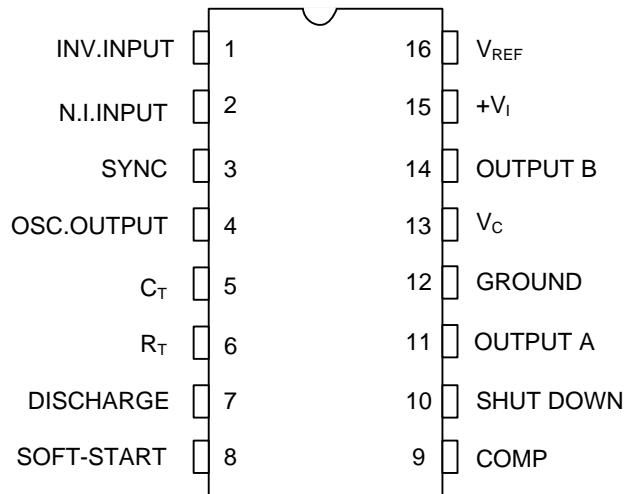 INV.INPUT 1 16 VREF
N.I.INPUT 2 15 +VI
SYNC 3 14 OUTPUT B
OSC.OUTPUT 4 13 VC
CT 5 12 GROUND
RT 6 11 OUTPUT A
DISCHARGE 7 10 SHUT DOWN
SOFT-START 8 9 COMP